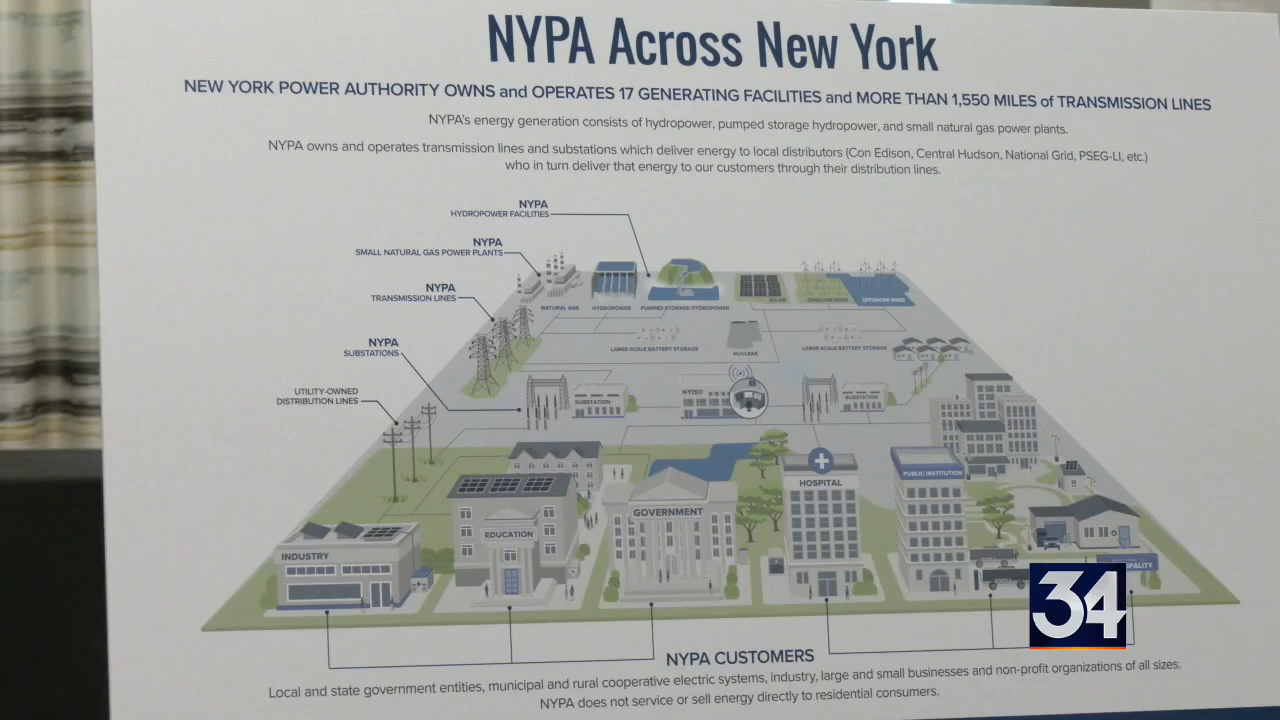 NYPA Across New York
NEW YORK POWER AUTHORITY OWNS and OPERATES 17 GENERATING FACILITIES and MORE THAN 1,550 MILES of TRANSMISSION LINES
NYPA's energy generation consists of hydropower, pumped storage hydropower, and small natural gas power plants.
NYPA owns and operates transmission lines and substations which deliver energy to local distributors (Con Edison, Central Hudson, National Grid, PSEG-LI, etc.)
who in turn deliver that energy to our customers through their distribution lines.
NYPA
HYDROPOWER FACILITIES
NYPA
SMALL NATURAL GAS POWER PLANTS
NYPA
TRANSMISSION LINES
NATURAL GAS
HYDROPOWER
PUMPED STORAGE HYDROPOWER
SOLAR
ONSHORE WIND
OFFSHORE WIND
NYPA
SUBSTATIONS
LARGE-SCALE BATTERY STORAGE
NUCLEAR
LARGE-SCALE BATTERY STORAGE
UTILITY-OWNED
DISTRIBUTION LINES
SUBSTATION
NYISO
SUBSTATION
INDUSTRY
EDUCATION
GOVERNMENT
HOSPITAL
PUBLIC INSTITUTION
IPALITY
34
NYPA CUSTOMERS
Local and state government entities, municipal and rural cooperative electric systems, industry, large and small businesses and non-profit organizations of all sizes.
NYPA does not service or sell energy directly to residential consumers.